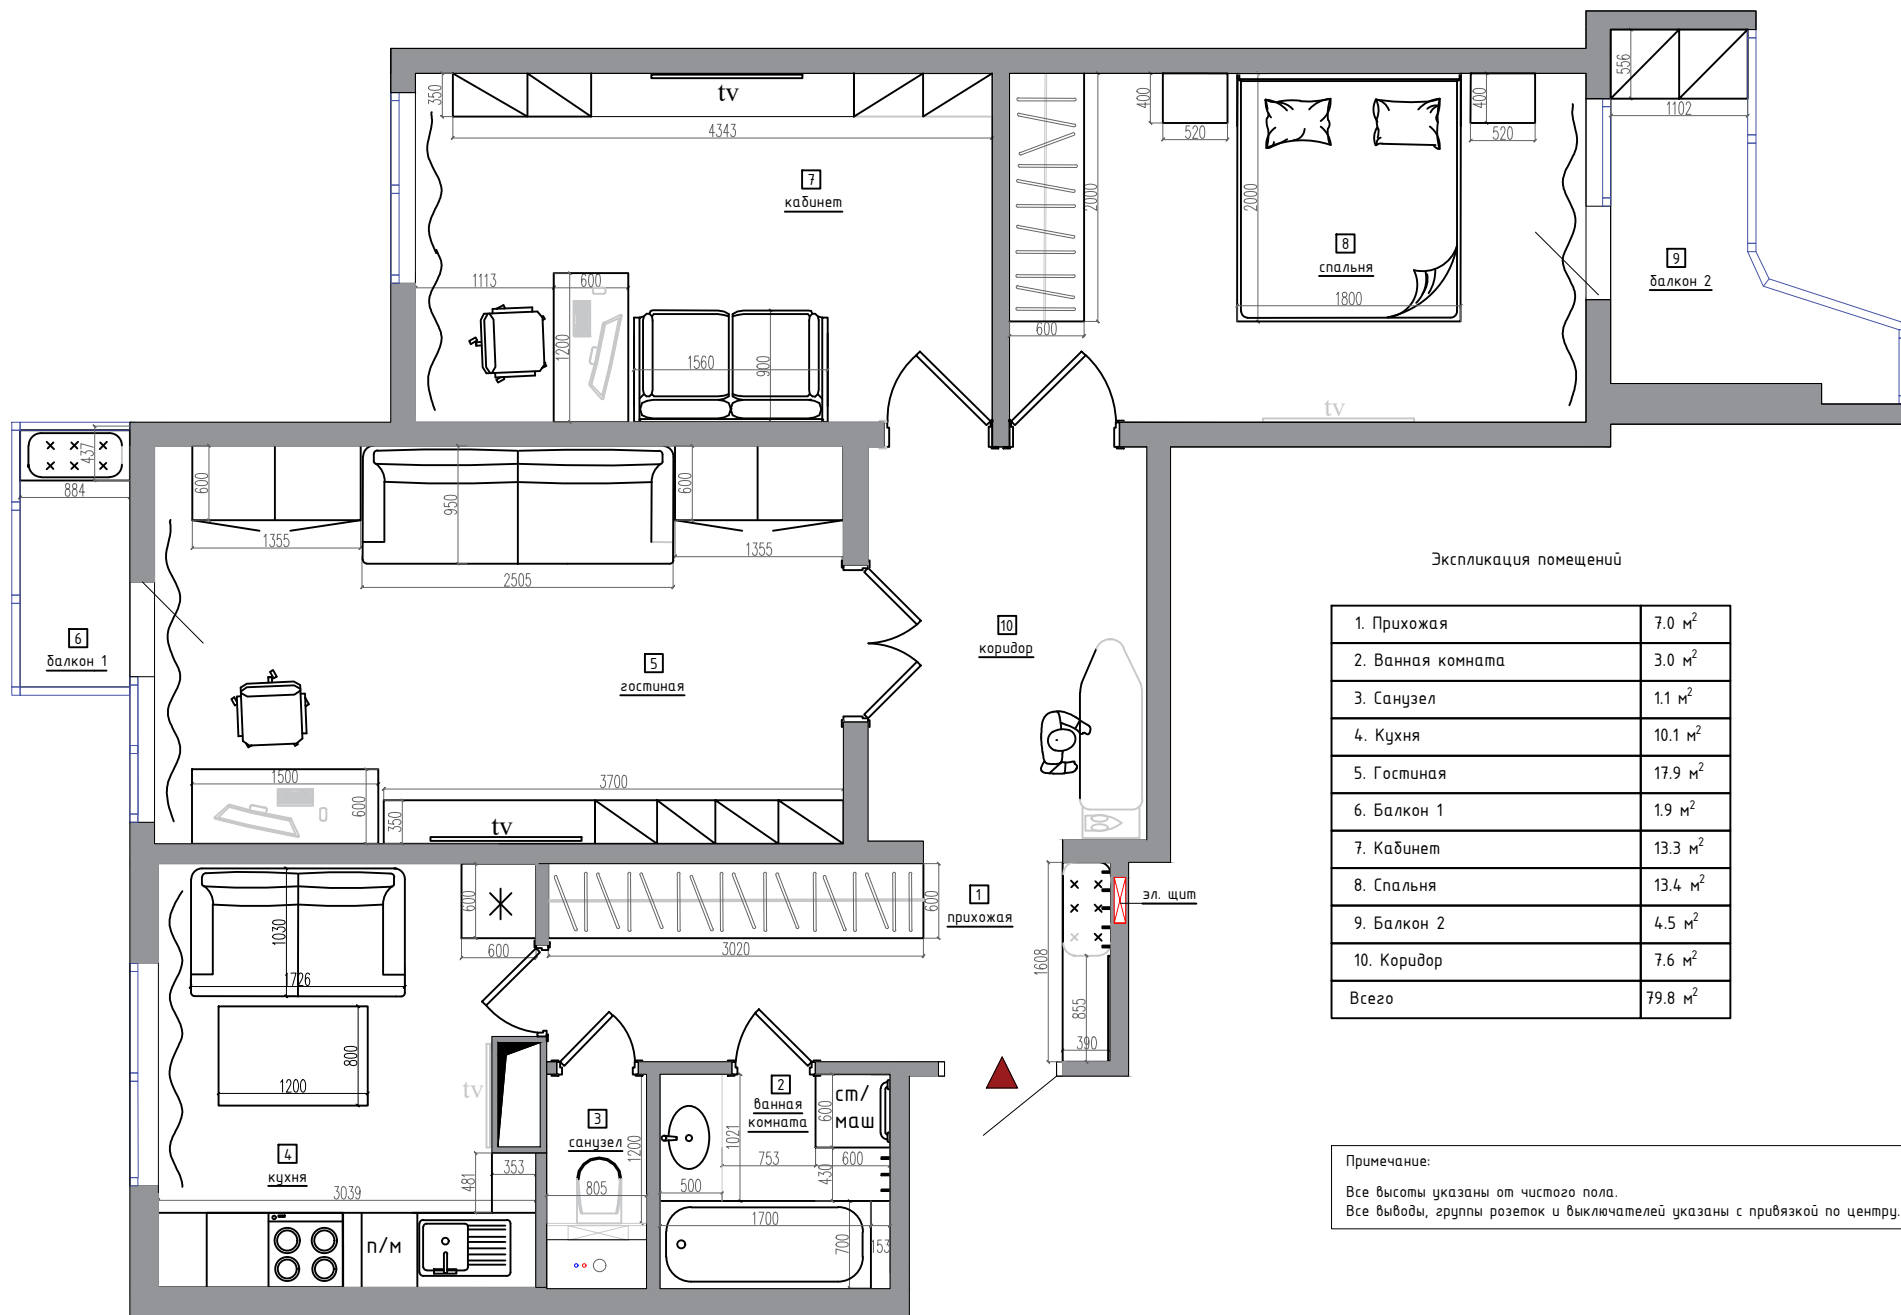 556
1102
350
tv
4343
400
520
400
520
7
кабинет
2000
2000
8
спальня
9
балкон 2
1113
600
1800
600
1200
1560
900
tv
437
884
600
950
600
1355
1355
2505
Экспликация помещений
1. Прихожая 7.0 м²
2. Ванная комната 3.0 м²
3. Санузел 1.1 м²
4. Кухня 10.1 м²
5. Гостиная 17.9 м²
6. Балкон 1 1.9 м²
7. Кабинет 13.3 м²
8. Спальня 13.4 м²
9. Балкон 2 4.5 м²
10. Коридор 7.6 м²
Всего 79.8 м²
6
балкон 1
10
коридор
5
гостиная
1500
3700
600
350
tv
1
прихожая
эл. щит
600
600
1030
600
3020
1608
1726
855
390
800
1200
tv
2
ванная
комната
ст/
маш
600
3
санузел
1200
1021
4
кухня
353
481
753
600
430
805
500
3039
1700
700
153
п/м
Примечание:
Все высоты указаны от чистого пола.
Все выводы, группы розеток и выключателей указаны с привязкой по центру.